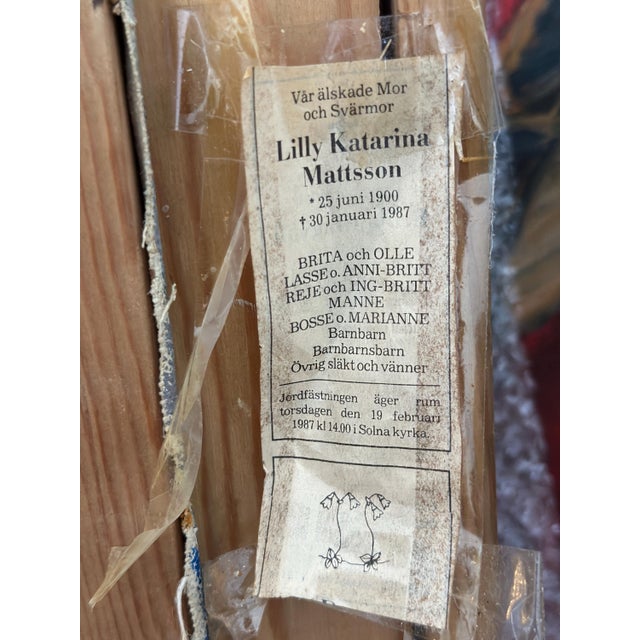 Vår älskade Mor
och Svärmor
Lilly Katarina
Mattsson
* 25 juni 1900
† 30 januari 1987
BRITA och OLLE
LASSE o. ANNI-BRITT
REJE och ING-BRITT
MANNE
BOSSE o. MARIANNE
Barnbarn
Barnbarnsbarn
Övrig släkt och vänner
Jordfästningen äger rum
torsdagen den 19 februari
1987 kl 14.00 i Solna kyrka.